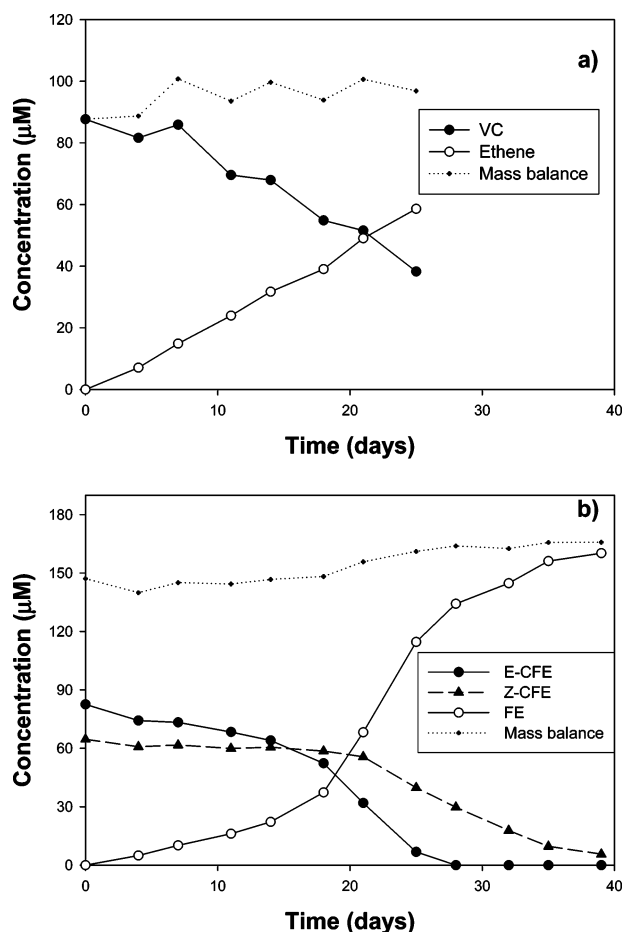 120
a)
100
80
60
40
20
0
VC
Ethene
Mass balance
Concentration (μM)
0 10 20 30 40
Time (days)
b)
180
150
120
90
60
30
0
E-CFE
Z-CFE
FE
Mass balance
Concentration (μM)
0 10 20 30 40
Time (days)